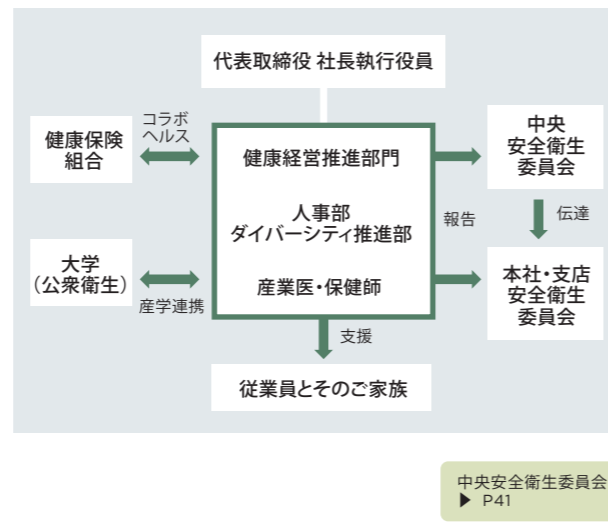 代表取締役 社長執行役員
コラボ
ヘルス
健康保険
組合
健康経営推進部門
中央
安全衛生
委員会
人事部
ダイバーシティ推進部
報告
伝達
大学
（公衆衛生）
産学連携
産業医・保健師
本社・支店
安全衛生
委員会
支援
従業員とそのご家族
中央安全衛生委員会
▶ P41